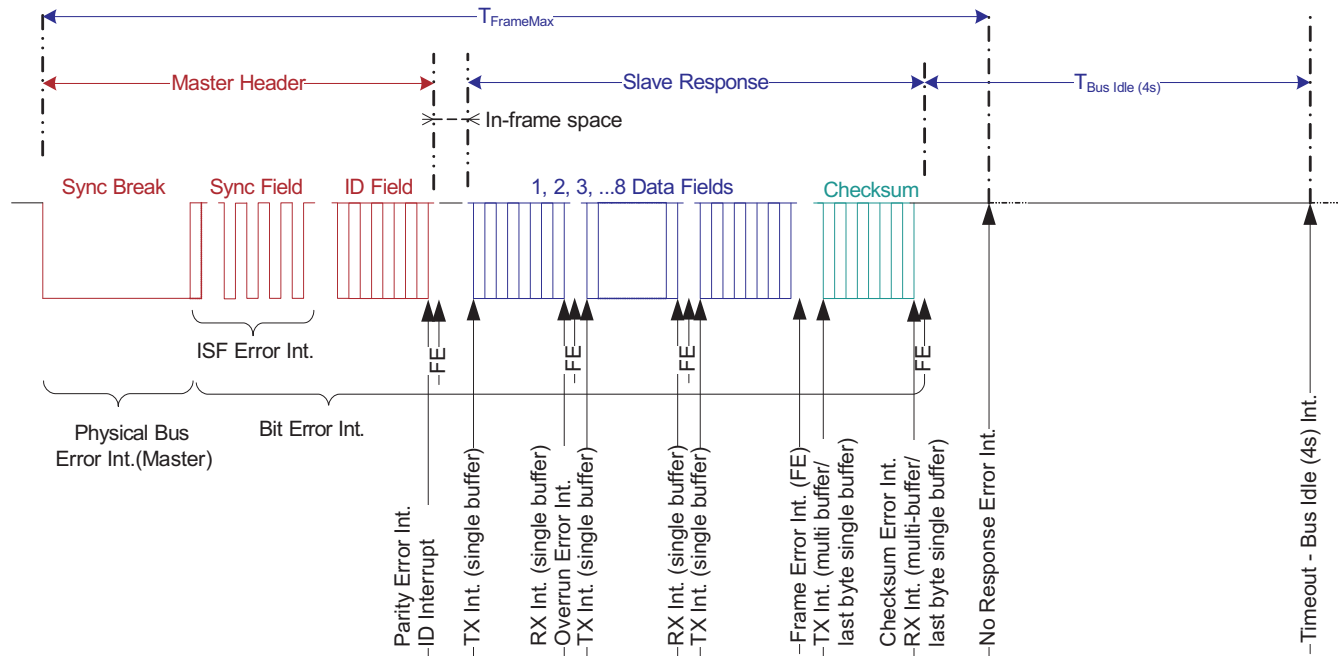 TFrameMax
Master Header
Slave Response
TBus Idle (4s)
In-frame space
Sync Break
Sync Field
ID Field
1, 2, 3, ...8 Data Fields
Checksum
ISF Error Int.
FE
FE
FE
FE
Physical Bus
Error Int.(Master)
Bit Error Int.
Parity Error Int.
ID Interrupt
TX Int. (single buffer)
RX Int. (single buffer)
Overrun Error Int.
TX Int. (single buffer)
RX Int. (single buffer)
TX Int. (single buffer)
Frame Error Int. (FE)
TX Int. (multi buffer/
last byte single buffer)
Checksum Error Int.
RX Int. (multi-buffer/
last byte single buffer)
No Response Error Int.
Timeout - Bus Idle (4s) Int.